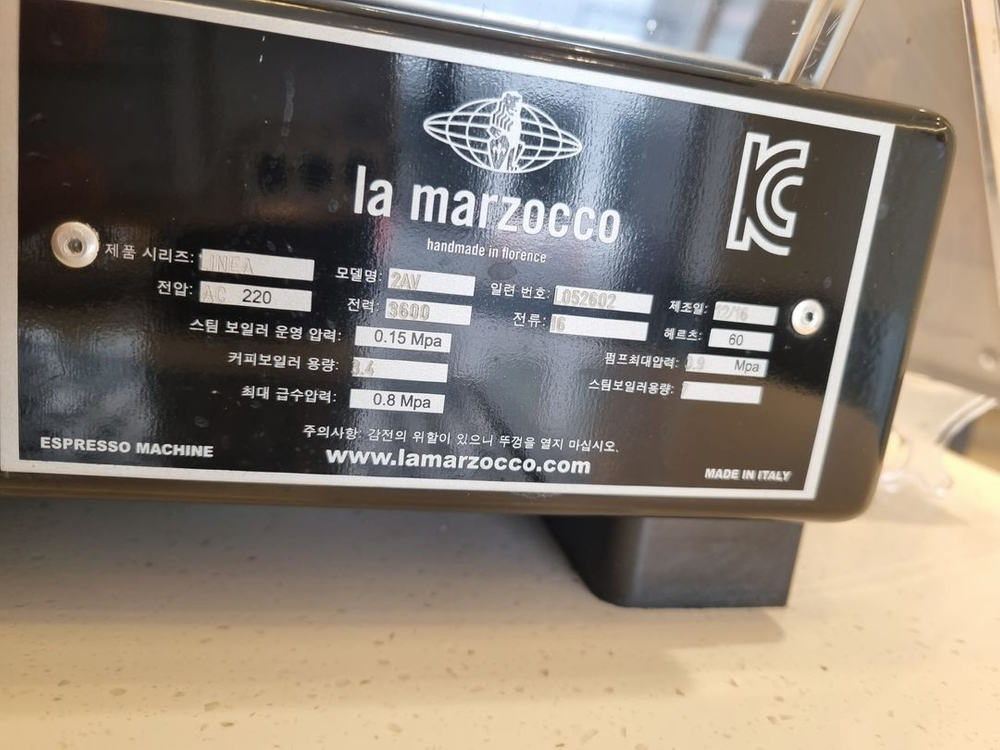 la marzocco
handmade in florence
제품 시리즈: LINEA 모델명: 2AV 일련 번호: L052602 제조일: 12/16
전압: AC 220 전력: 3600 전류: 16 헤르츠: 60
스팀 보일러 운영 압력: 0.15 Mpa 펌프최대압력: 0.9 Mpa
커피보일러 용량: 3.4 스팀보일러용량:
최대 급수압력: 0.8 Mpa
주의사항: 감전의 위할이 있으니 뚜껑을 열지 마십시오.
ESPRESSO MACHINE www.lamarzocco.com MADE IN ITALY